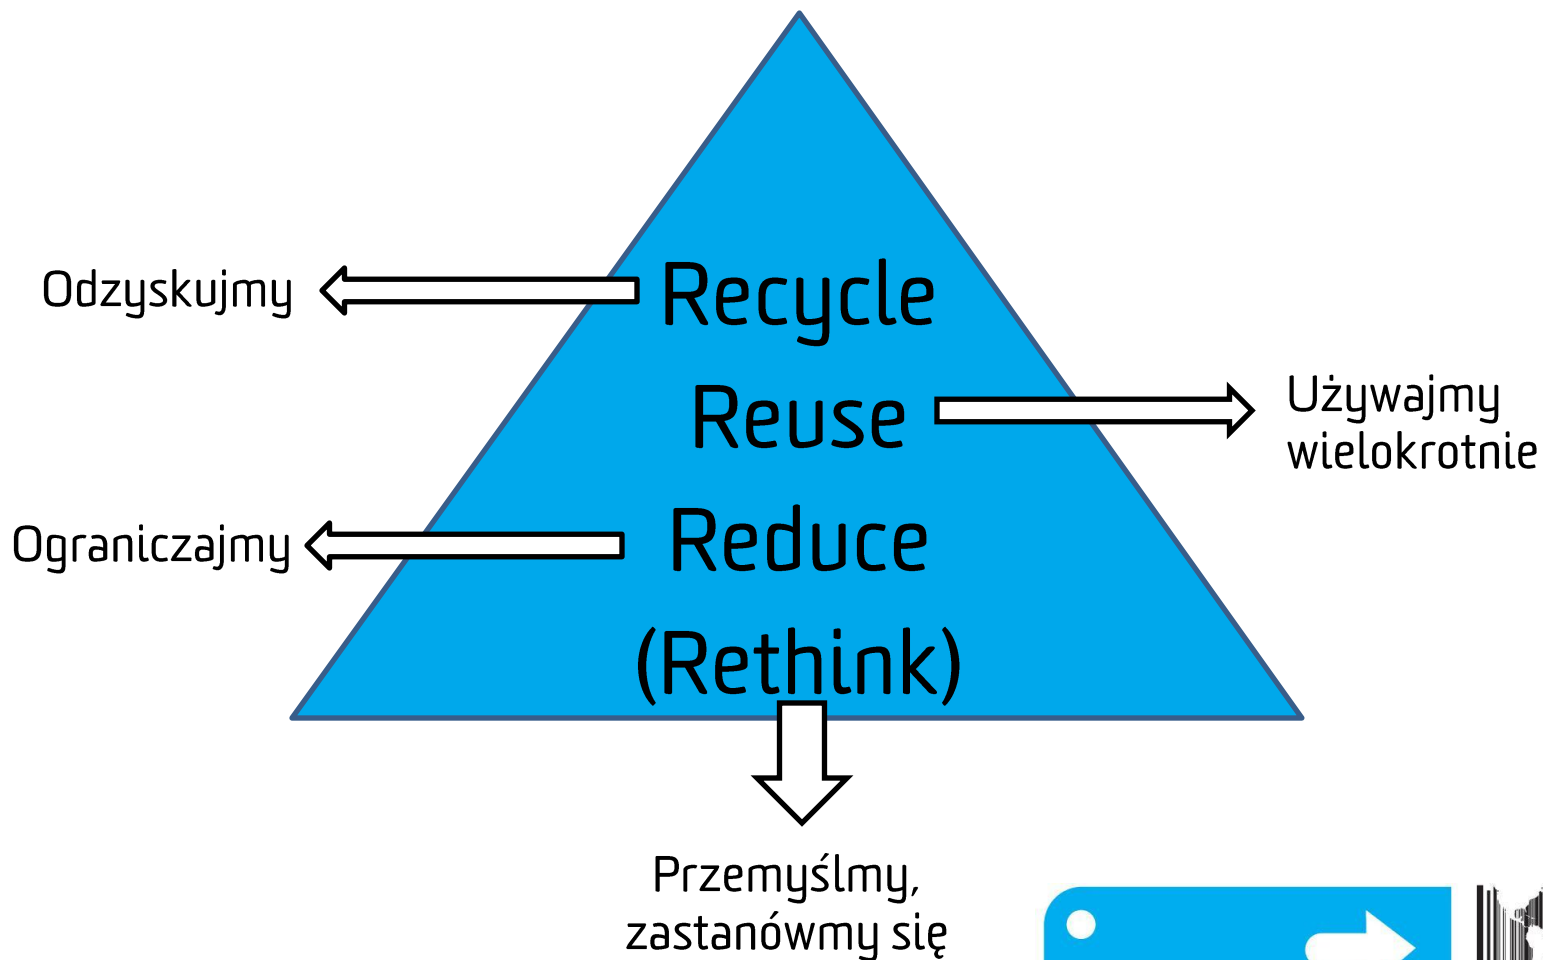 Odzyskujmy
Recycle
Reuse
Używajmy
wielokrotnie
Ograniczajmy
Reduce
(Rethink)
Przemyślmy,
zastanówmy się